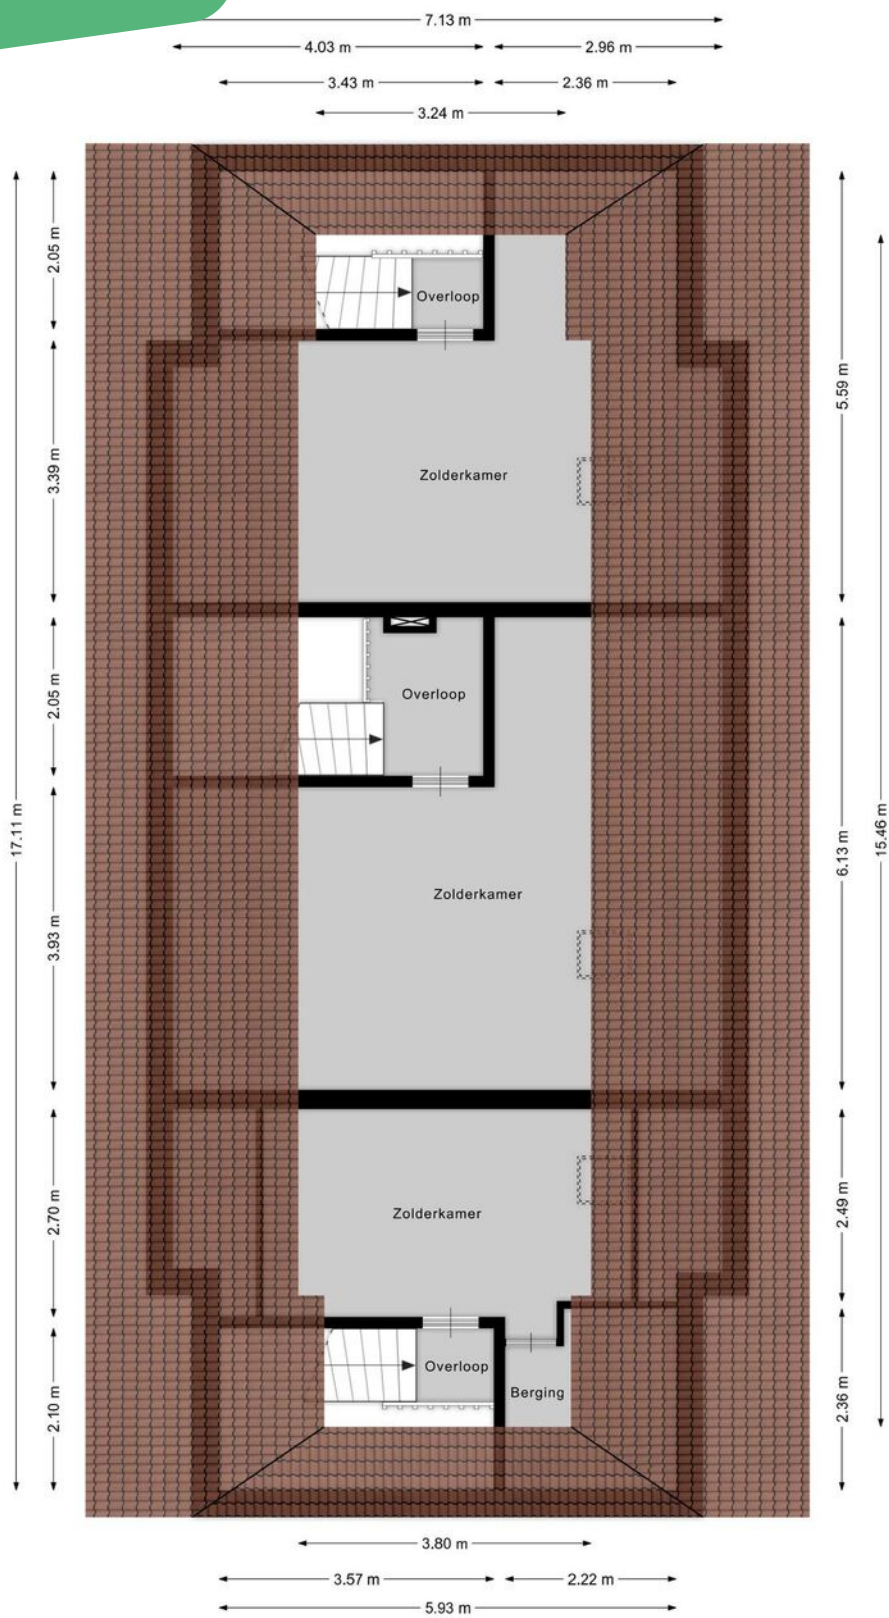 7.13 m
4.03 m
2.96 m
3.43 m
2.36 m
3.24 m
2.05 m
Overloop
5.59 m
3.39 m
Zolderkamer
2.05 m
Overloop
17.11 m
15.46 m
6.13 m
Zolderkamer
3.93 m
2.70 m
Zolderkamer
2.49 m
Overloop
Berging
2.10 m
2.36 m
3.80 m
3.57 m
2.22 m
5.93 m